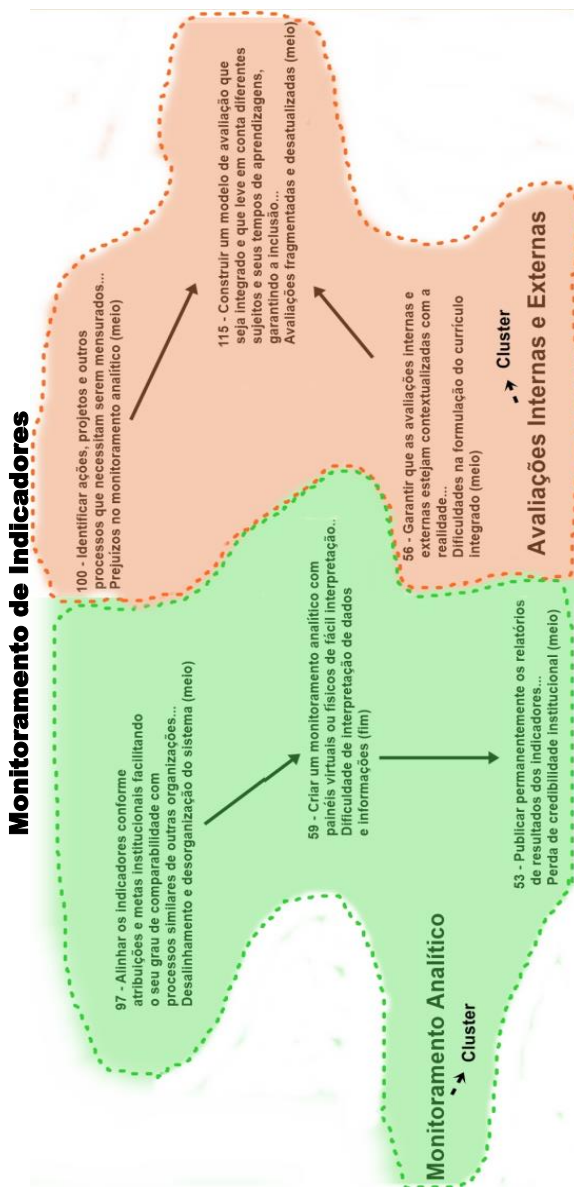 Monitoramento de Indicadores
97 - Alinhar os indicadores conforme
atribuições e metas institucionais facilitando
o seu grau de comparabilidade com
processos similares de outras organizações...
Desalinhamento e desorganização do sistema (meio)
59 - Criar um monitoramento analítico com
painéis virtuais ou físicos de fácil interpretação..
Dificuldade de interpretação de dados
e informações (fim)
53 - Publicar permanentemente os relatórios
de resultados dos indicadores...
Perda de credibilidade institucional (meio)
Monitoramento Analítico
Cluster
100 - Identificar ações, projetos e outros
processos que necessitam serem mensurados...
Prejuízos no monitoramento analítico (meio)
115 - Construir um modelo de avaliação que
seja integrado e que leve em conta diferentes
sujeitos e seus tempos de aprendizagens,
garantindo a inclusão...
Avaliações fragmentadas e desatualizadas (meio)
56 - Garantir que as avaliações internas e
externas estejam contextualizadas com a
realidade...
Dificuldades na formulação do currículo
integrado (meio)
Cluster
Avaliações Internas e Externas